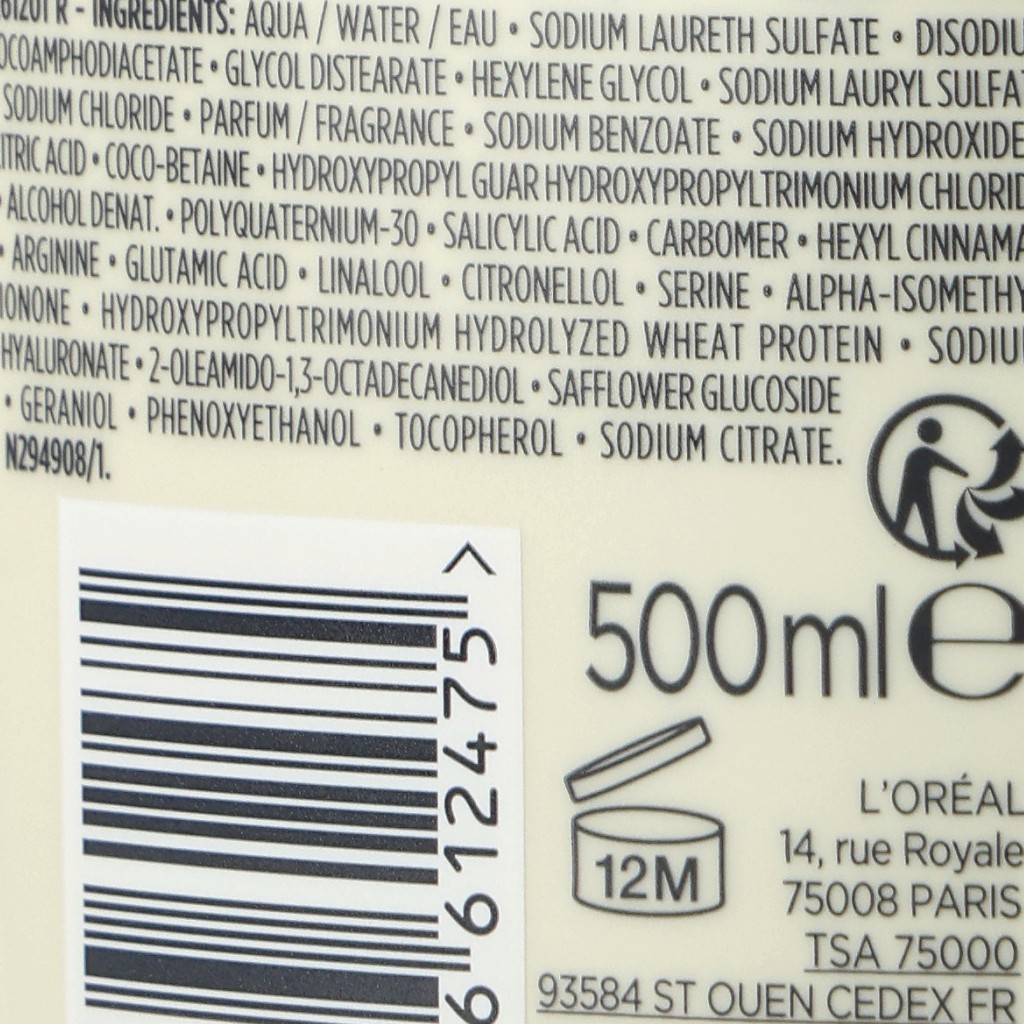 INGREDIENTS: AQUA / WATER / EAU • SODIUM LAURETH SULFATE • DISODIU
OCOAMPHODIACETATE • GLYCOL DISTEARATE • HEXYLENE GLYCOL • SODIUM LAURYL SULFAT
SODIUM CHLORIDE • PARFUM / FRAGRANCE • SODIUM BENZOATE • SODIUM HYDROXIDE
ITRIC ACID • COCO-BETAINE • HYDROXYPROPYL GUAR HYDROXYPROPYLTRIMONIUM CHLORID
• ALCOHOL DENAT. • POLYQUATERNIUM-30 • SALICYLIC ACID • CARBOMER • HEXYL CINNAMA
• ARGININE • GLUTAMIC ACID • LINALOOL • CITRONELLOL • SERINE • ALPHA-ISOMETHY
IONONE • HYDROXYPROPYLTRIMONIUM HYDROLYZED WHEAT PROTEIN • SODIU
HYALURONATE • 2-OLEAMIDO-1,3-OCTADECANEDIOL • SAFFLOWER GLUCOSIDE
• GERANIOL • PHENOXYETHANOL • TOCOPHEROL • SODIUM CITRATE.
N294908/1.
6 612475 >
500 ml e
12M
L'ORÉAL
14, rue Royale
75008 PARIS
TSA 75000
93584 ST OUEN CEDEX FR